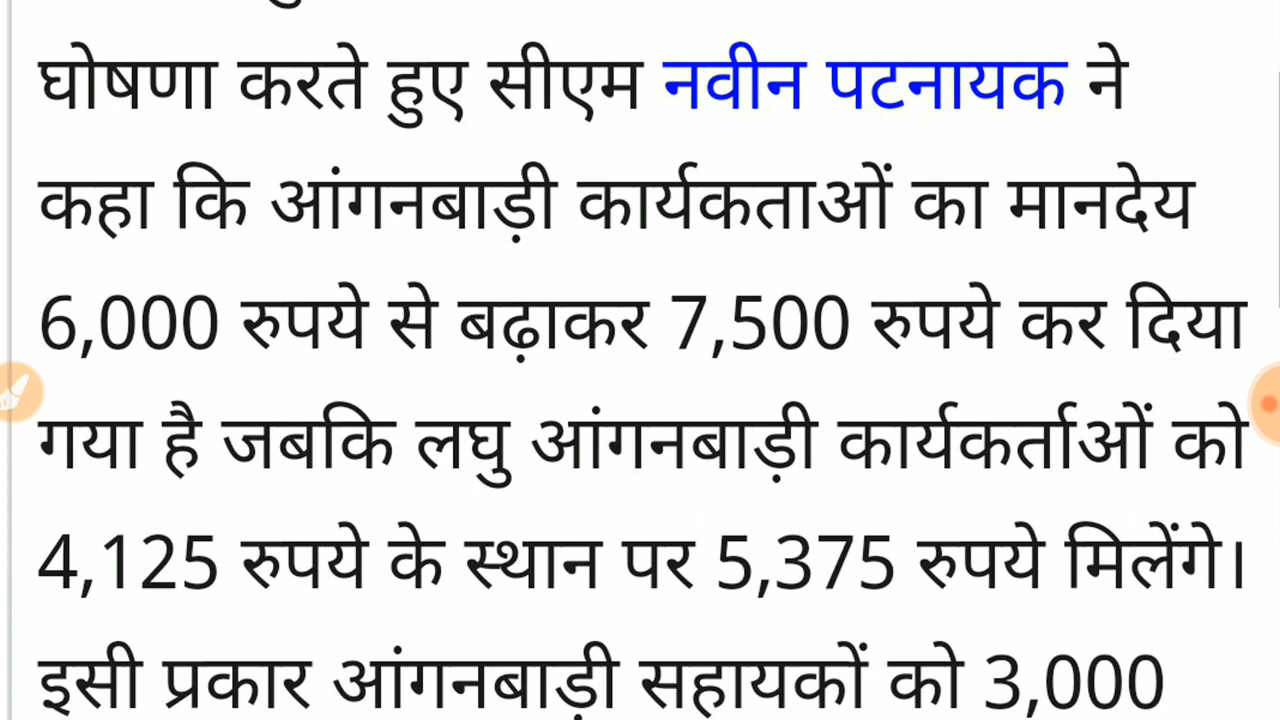 घोषणा करते हुए सीएम नवीन पटनायक ने
कहा कि आंगनबाड़ी कार्यकताओं का मानदेय
6,000 रुपये से बढ़ाकर 7,500 रुपये कर दिया
गया है जबकि लघु आंगनबाड़ी कार्यकर्ताओं को
4,125 रुपये के स्थान पर 5,375 रुपये मिलेंगे।
इसी प्रकार आंगनबाड़ी सहायकों को 3,000